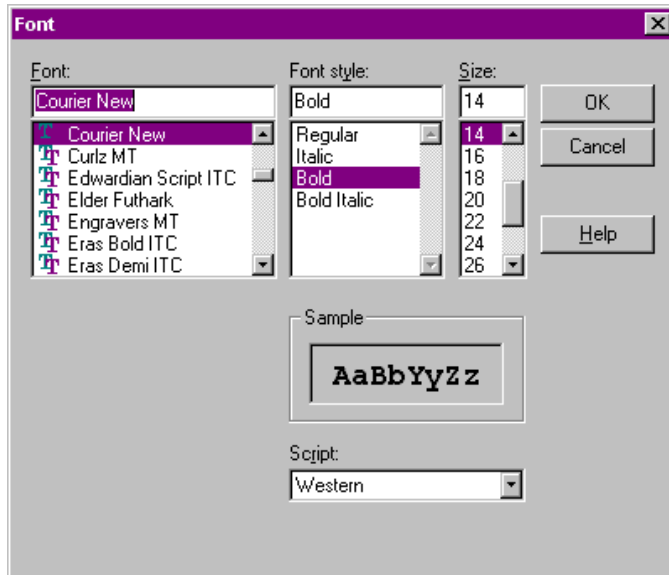 Font
Font: Font style: Size:
Courier New Bold 14 OK
Courier New Regular 14 Cancel
Curlz MT Italic 16
Edwardian Script ITC Bold 18
Elder Futhark Bold Italic 20
Engravers MT 22 Help
Eras Bold ITC 24
Eras Demi ITC 26
Sample
AaBbYyZz
Script:
Western